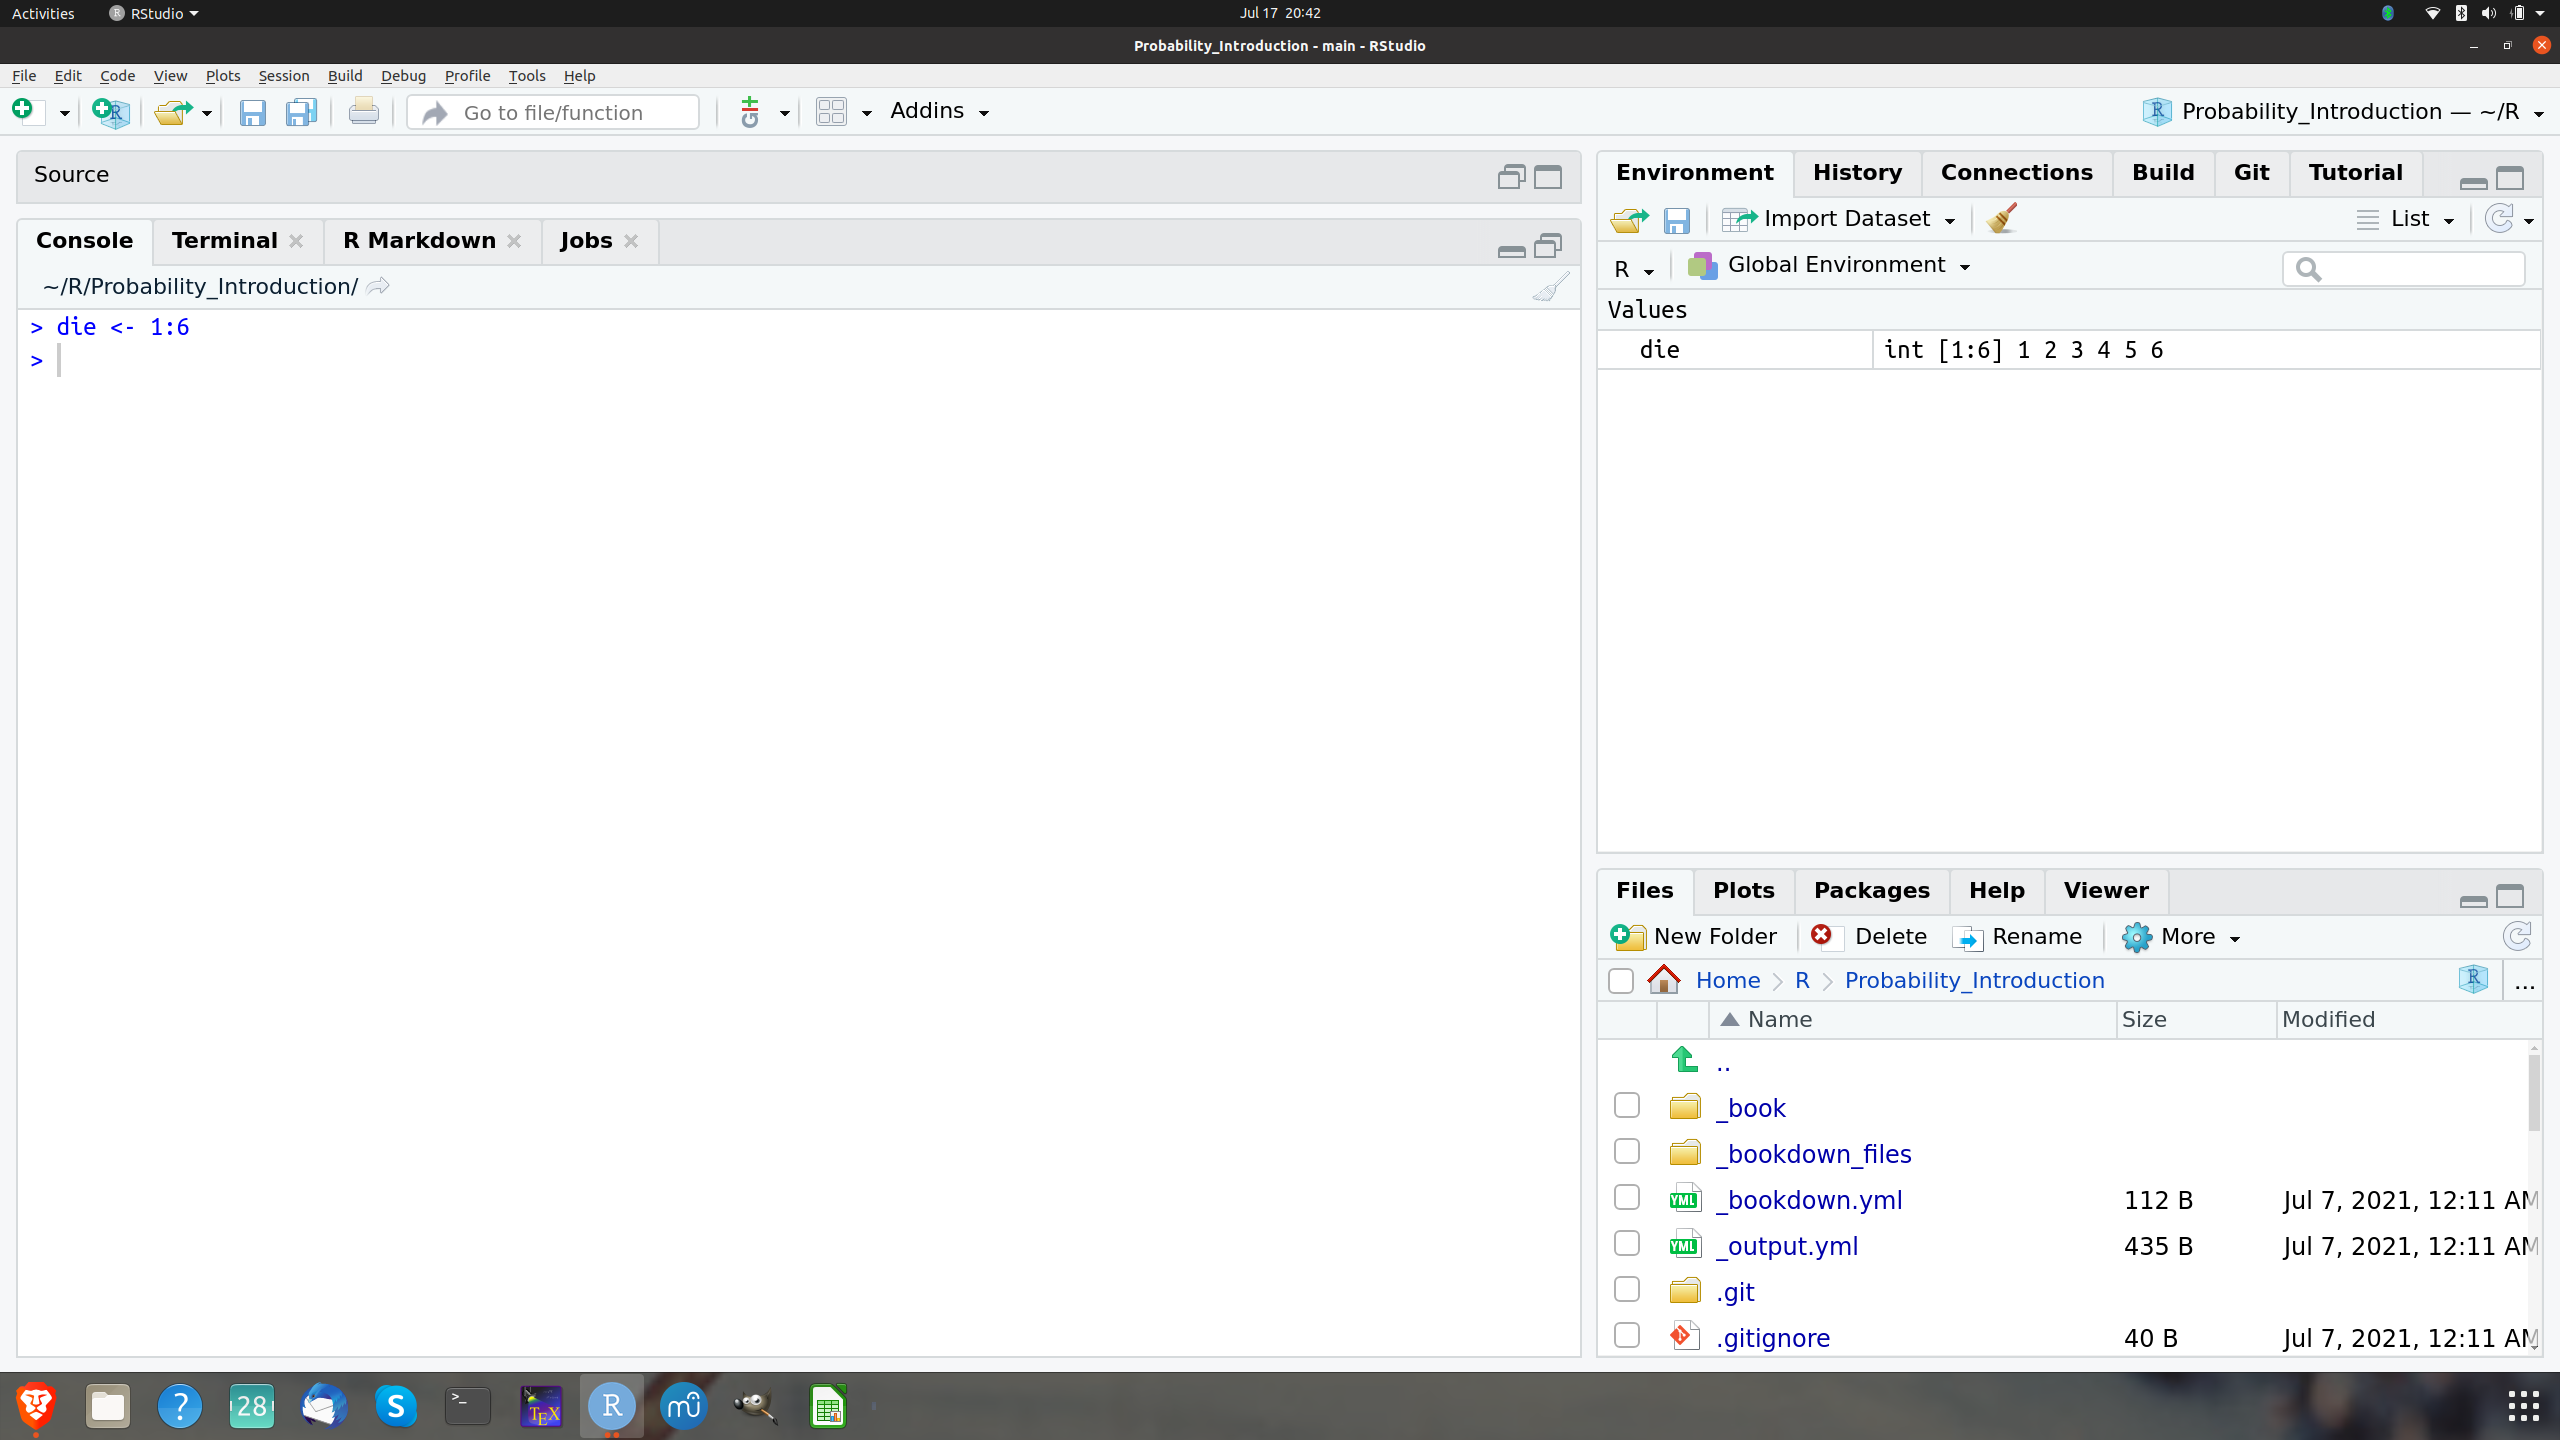 Activities RStudio Jul 17 20:42
Probability_Introduction - main - RStudio
File Edit Code View Plots Session Build Debug Profile Tools Help
R Go to file/function G Addins R Probability_Introduction — ~/R
Source
Console Terminal R Markdown Jobs
~/R/Probability_Introduction/
> die <- 1:6
>
Environment History Connections Build Git Tutorial
Import Dataset List
R Global Environment
Values
die int [1:6] 1 2 3 4 5 6
Files Plots Packages Help Viewer
New Folder Delete Rename More
Home R Probability_Introduction R ...
Name Size Modified
..
_book
_bookdown_files
YML _bookdown.yml 112 B Jul 7, 2021, 12:11 AM
YML _output.yml 435 B Jul 7, 2021, 12:11 AM
.git
.gitignore 40 B Jul 7, 2021, 12:11 AM
? 28 S >_ TEX R